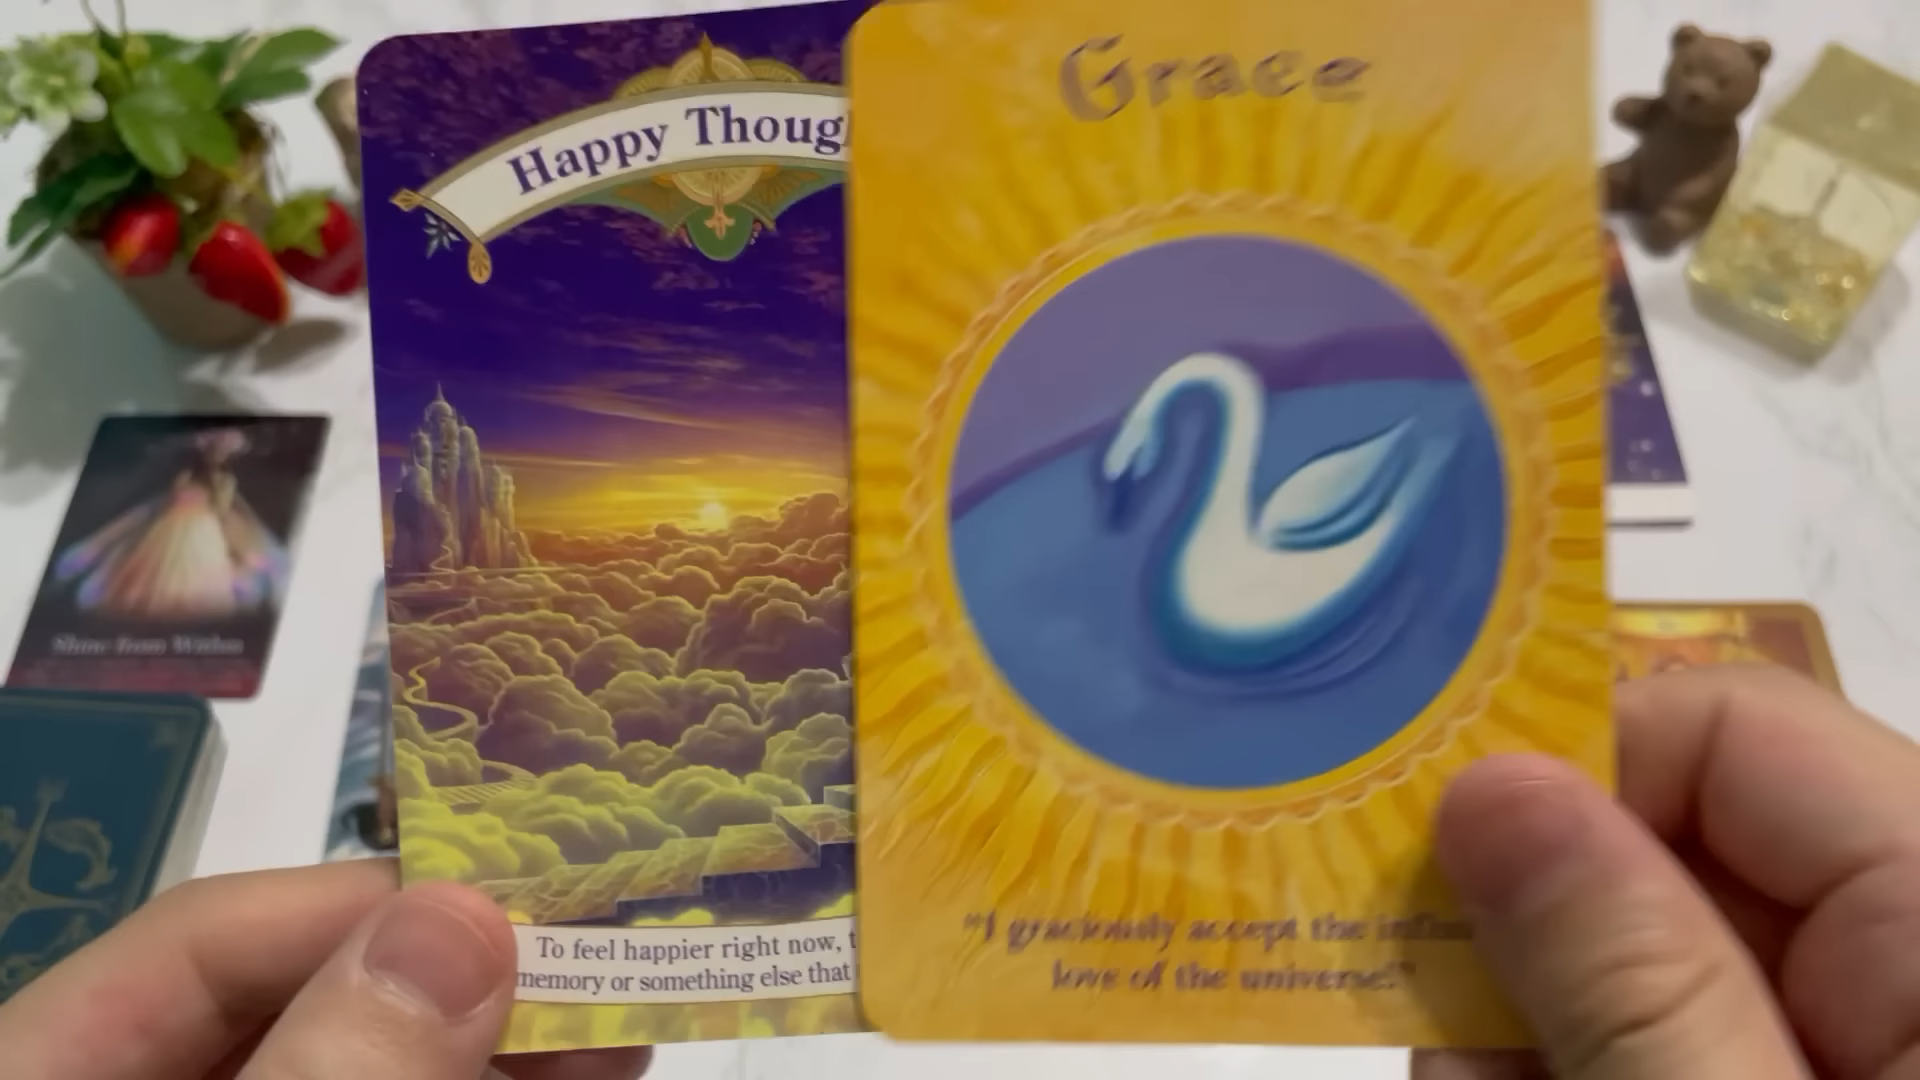 Happy Thoug
Grace
To feel happier right now, t
memory or something else that
"I graciously accept the infin
love of the universe!"
Shine from Within